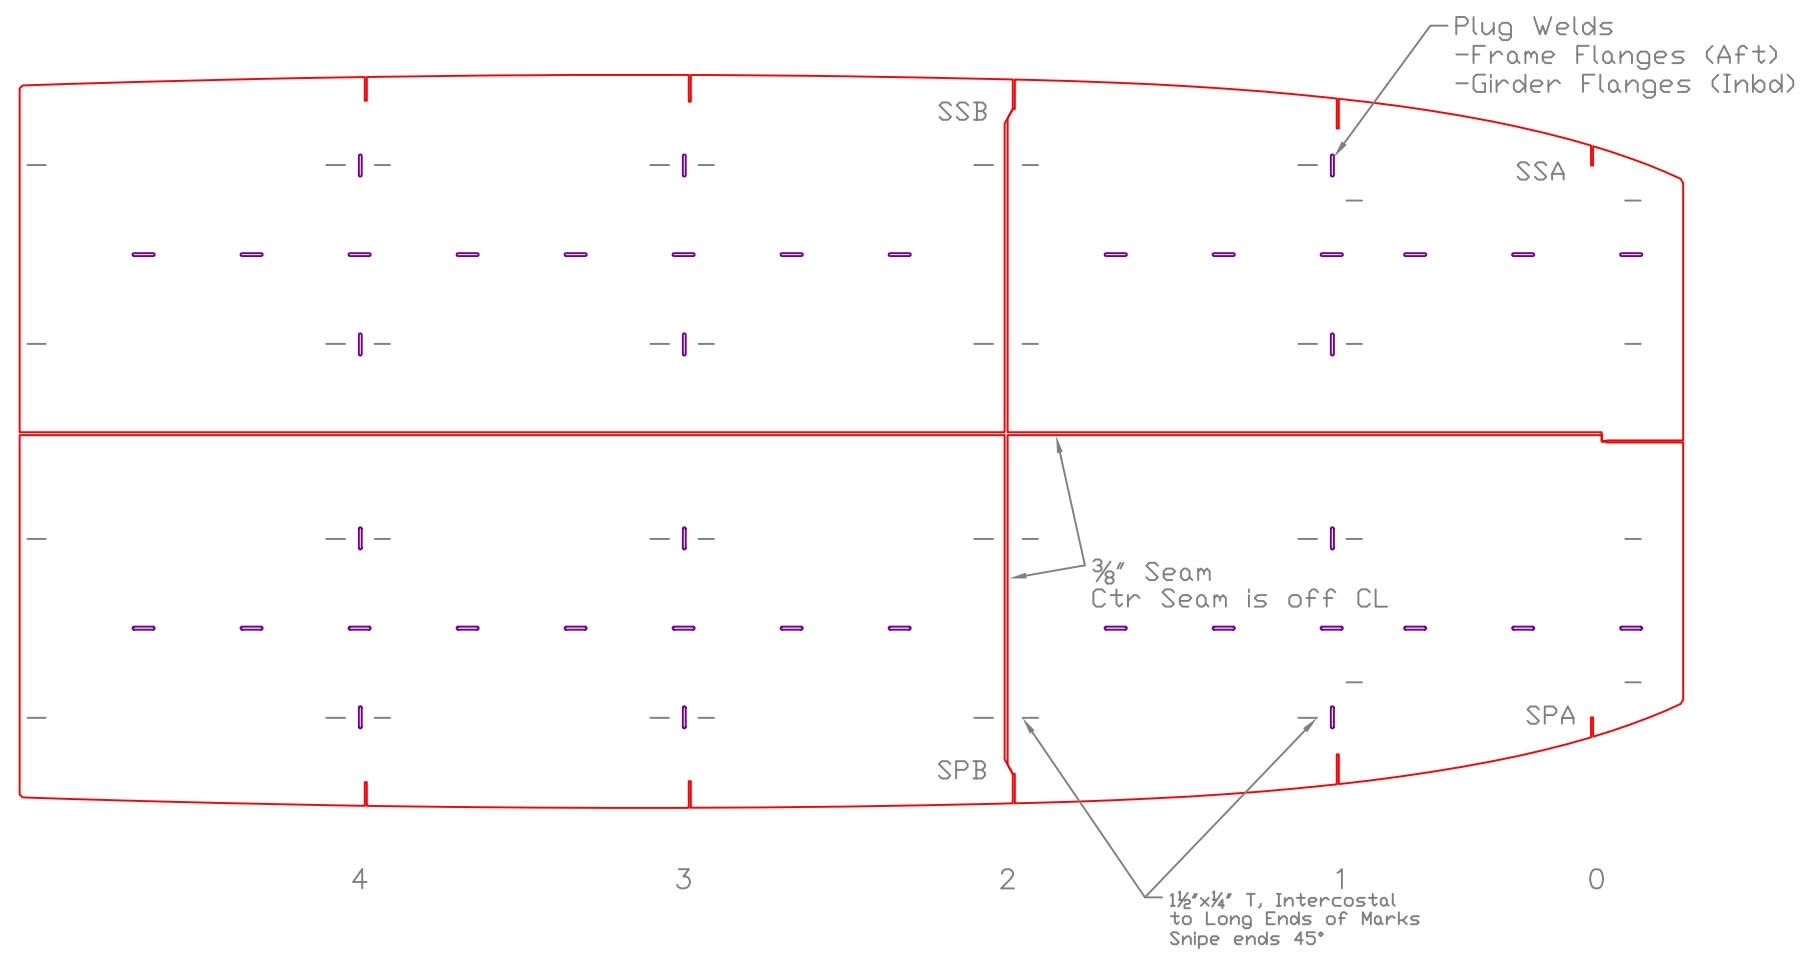 Plug Welds
-Frame Flanges (Aft)
-Girder Flanges (Inbd)
SSB
SSA
⅜" Seam
Ctr Seam is off CL
SPA
SPB
4 3 2 1 0
1½"x¼" T, Intercostal
to Long Ends of Marks
Snipe ends 45°